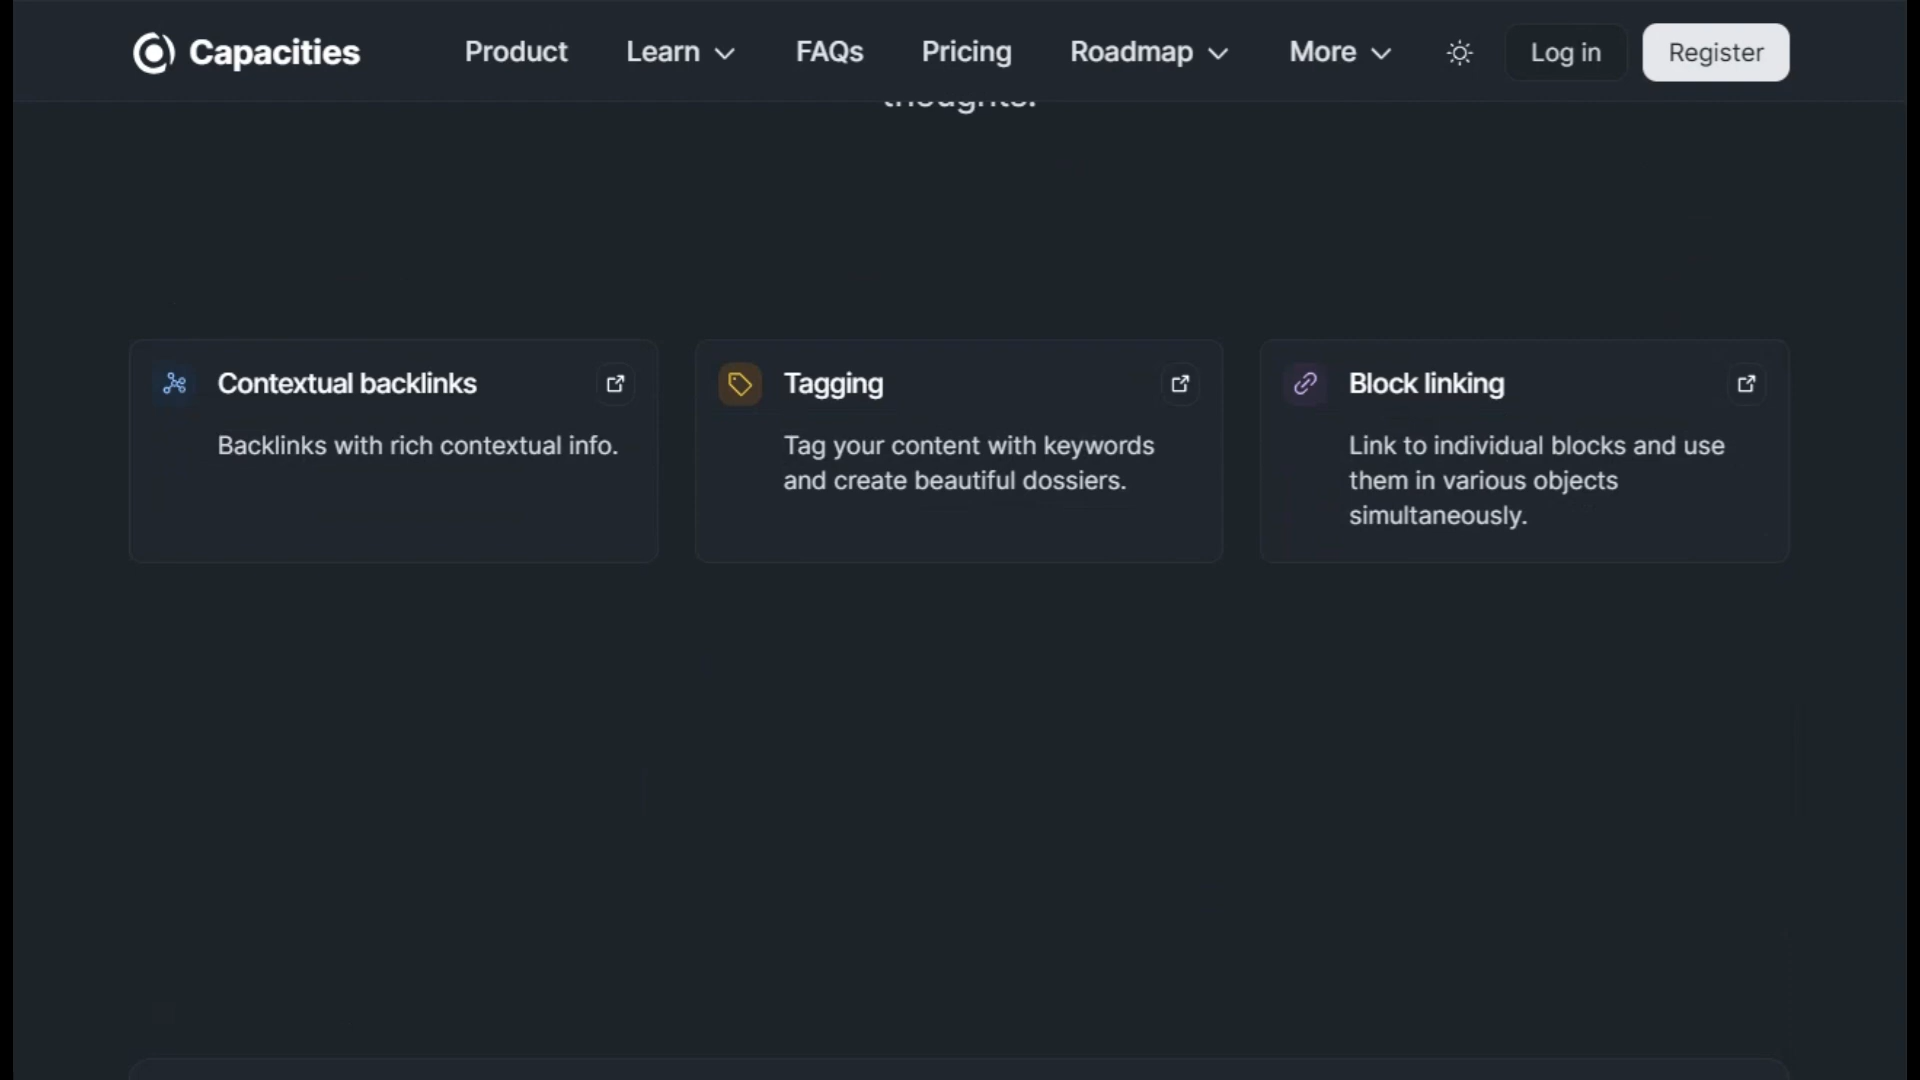 Capacities
Product
Learn
FAQs
Pricing
Roadmap
More
Log in
Register
thoughts.
Contextual backlinks
Backlinks with rich contextual info.
Tagging
Tag your content with keywords
and create beautiful dossiers.
Block linking
Link to individual blocks and use
them in various objects
simultaneously.